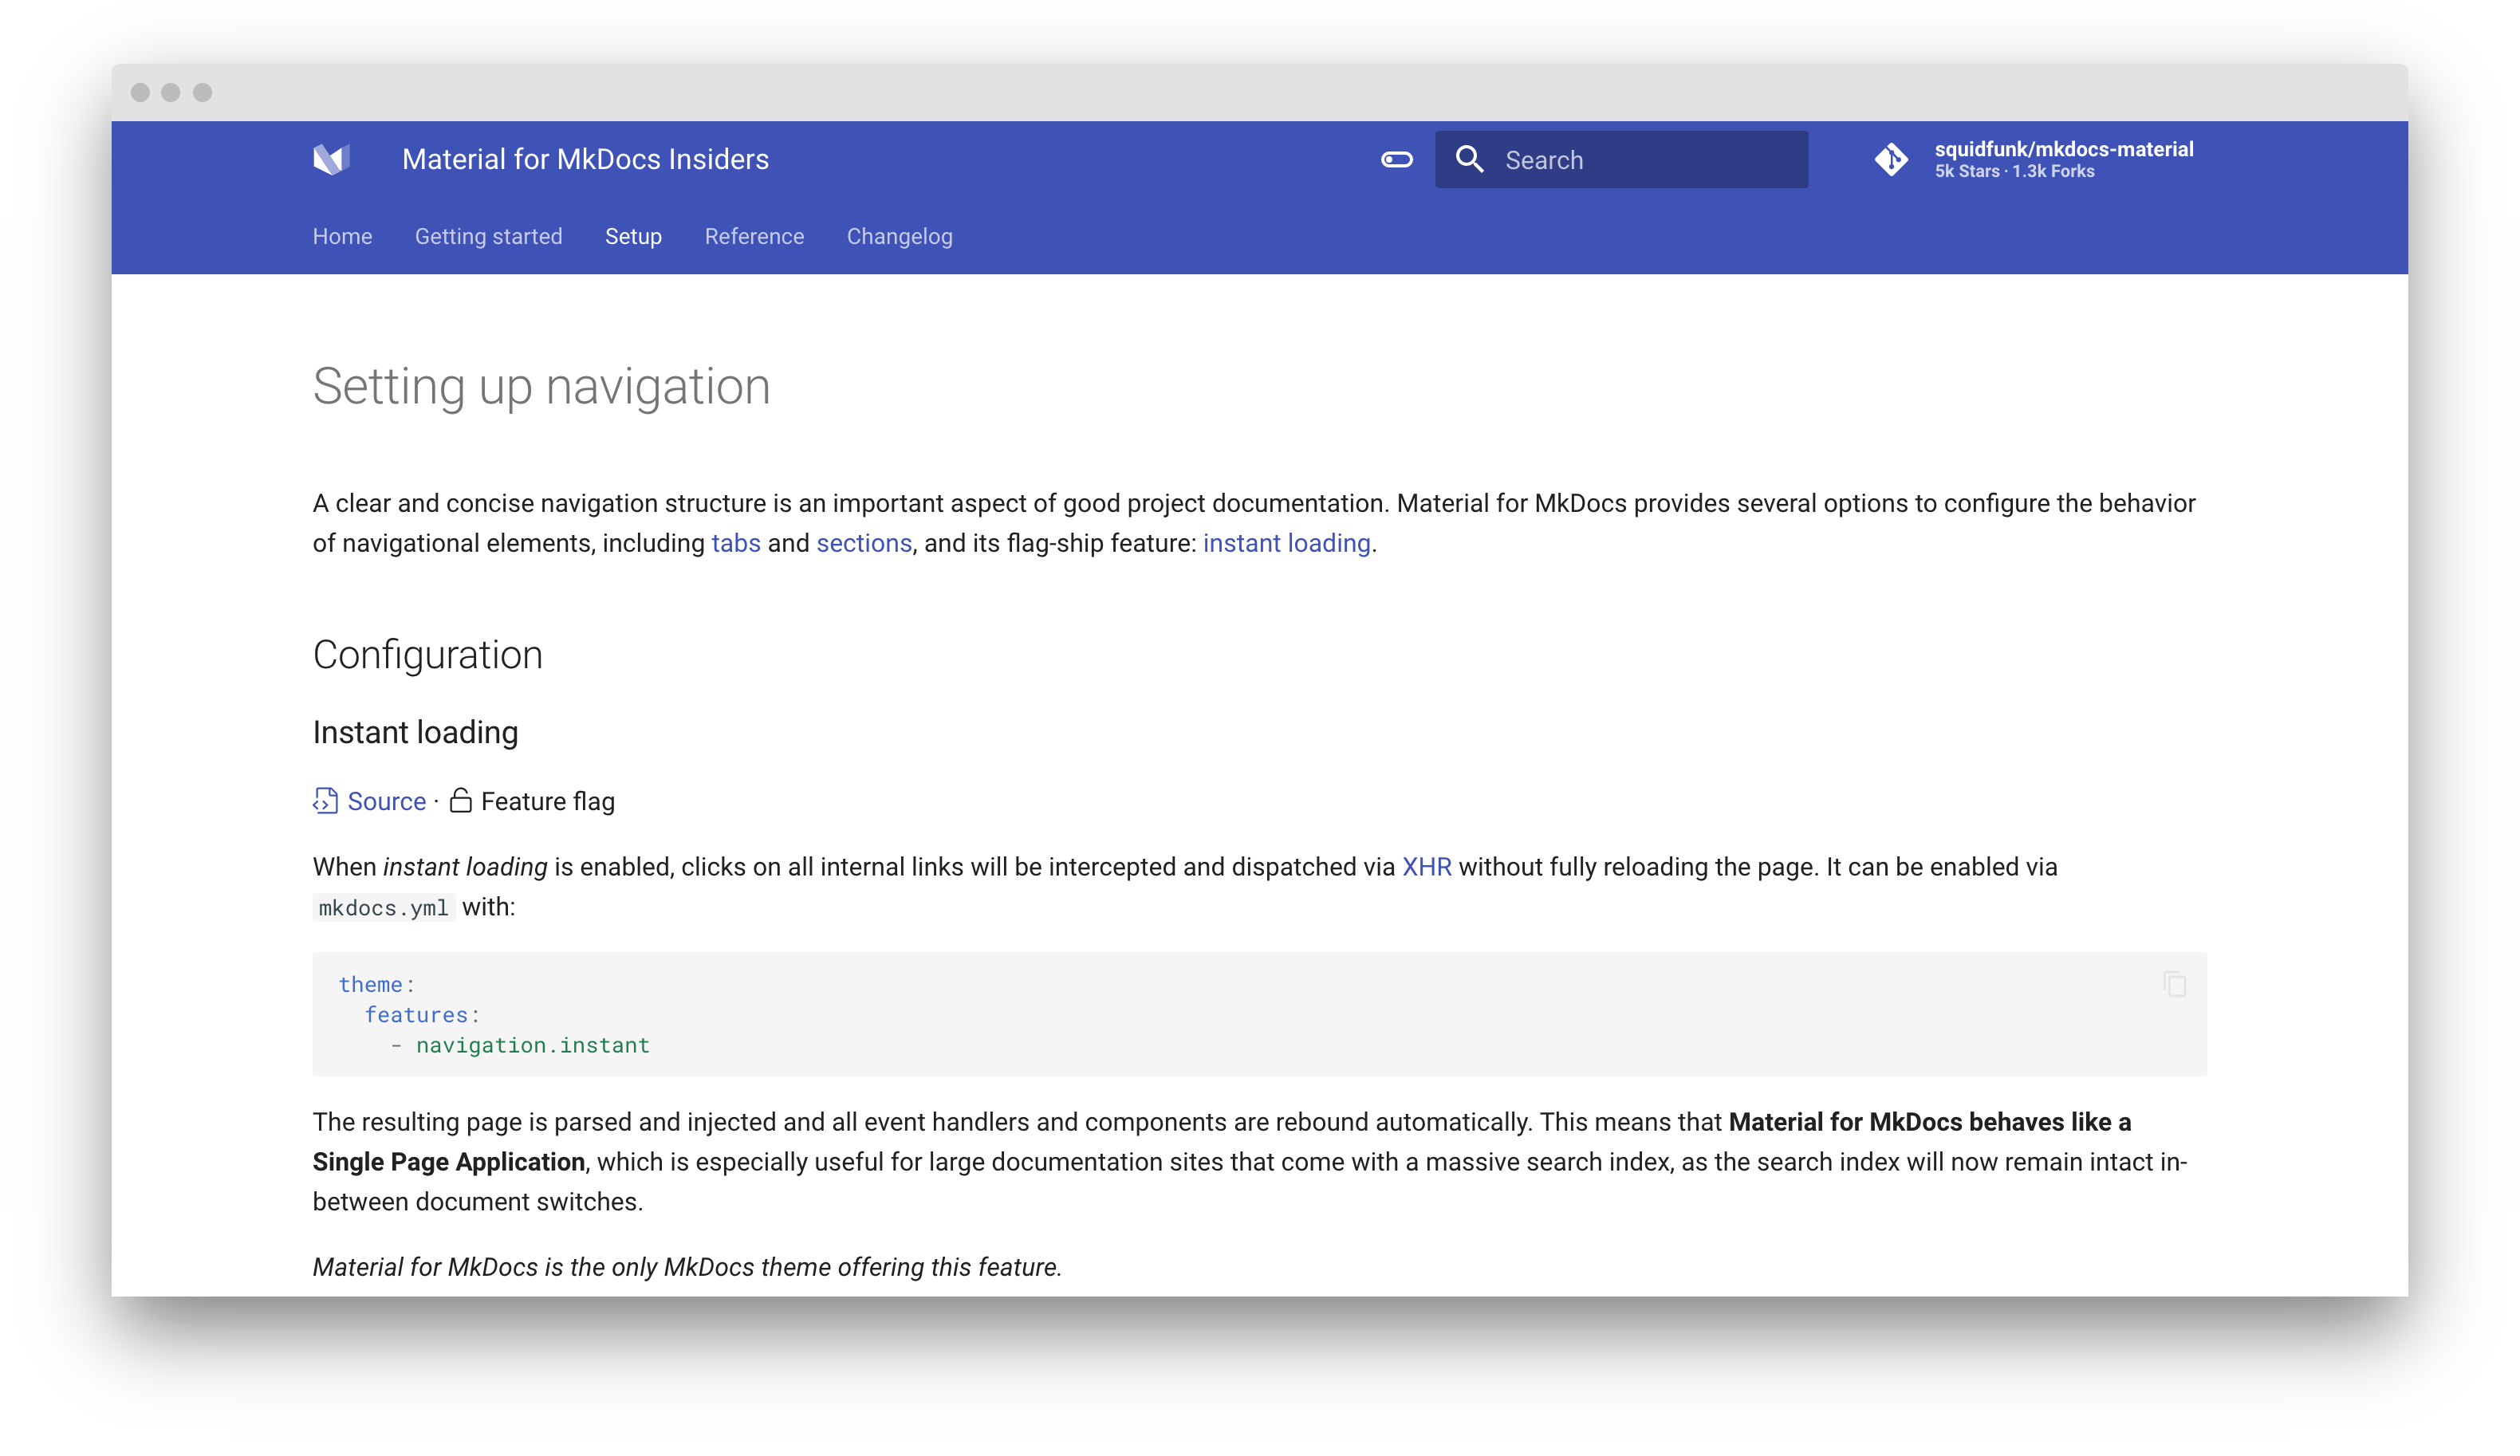 Material for MkDocs Insiders
Search
squidfunk/mkdocs-material
5k Stars · 1.3k Forks
Home Getting started Setup Reference Changelog
Setting up navigation
A clear and concise navigation structure is an important aspect of good project documentation. Material for MkDocs provides several options to configure the behavior
of navigational elements, including tabs and sections, and its flag-ship feature: instant loading.
Configuration
Instant loading
Source · Feature flag
When instant loading is enabled, clicks on all internal links will be intercepted and dispatched via XHR without fully reloading the page. It can be enabled via
mkdocs.yml with:
theme:
  features:
    - navigation.instant
The resulting page is parsed and injected and all event handlers and components are rebound automatically. This means that Material for MkDocs behaves like a
Single Page Application, which is especially useful for large documentation sites that come with a massive search index, as the search index will now remain intact in-
between document switches.
Material for MkDocs is the only MkDocs theme offering this feature.